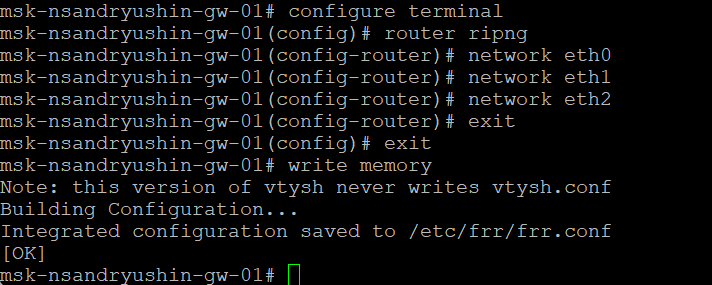 msk-nsandryushin-gw-01# configure terminal
msk-nsandryushin-gw-01(config)# router ripng
msk-nsandryushin-gw-01(config-router)# network eth0
msk-nsandryushin-gw-01(config-router)# network eth1
msk-nsandryushin-gw-01(config-router)# network eth2
msk-nsandryushin-gw-01(config-router)# exit
msk-nsandryushin-gw-01(config)# exit
msk-nsandryushin-gw-01# write memory
Note: this version of vtysh never writes vtysh.conf
Building Configuration...
Integrated configuration saved to /etc/frr/frr.conf
[OK]
msk-nsandryushin-gw-01#